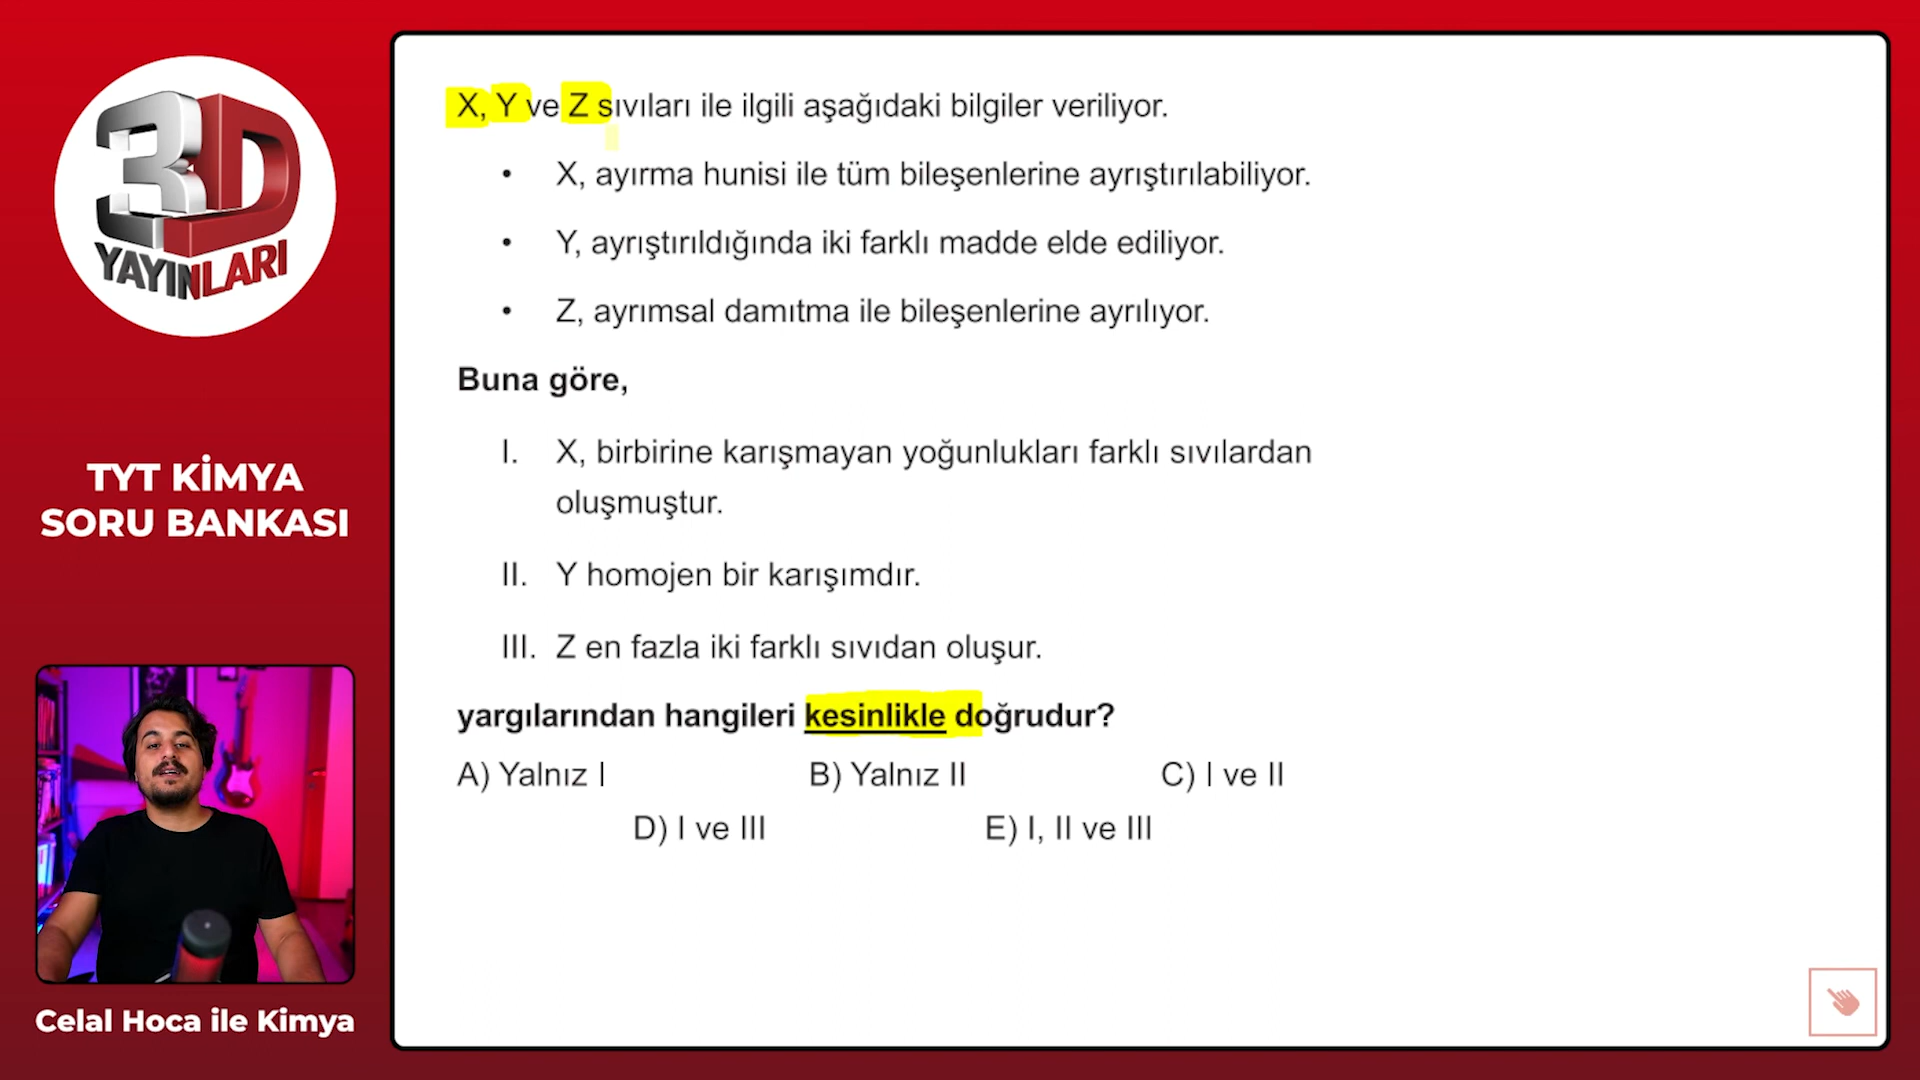 3D
YAYINLARI
TYT KİMYA
SORU BANKASI
Celal Hoca ile Kimya
X, Y ve Z sıvıları ile ilgili aşağıdaki bilgiler veriliyor.
• X, ayırma hunisi ile tüm bileşenlerine ayrıştırılabiliyor.
• Y, ayrıştırıldığında iki farklı madde elde ediliyor.
• Z, ayrımsal damıtma ile bileşenlerine ayrılıyor.
Buna göre,
I. X, birbirine karışmayan yoğunlukları farklı sıvılardan
oluşmuştur.
II. Y homojen bir karışımdır.
III. Z en fazla iki farklı sıvıdan oluşur.
yargılarından hangileri kesinlikle doğrudur?
A) Yalnız I B) Yalnız II C) I ve II
D) I ve III E) I, II ve III